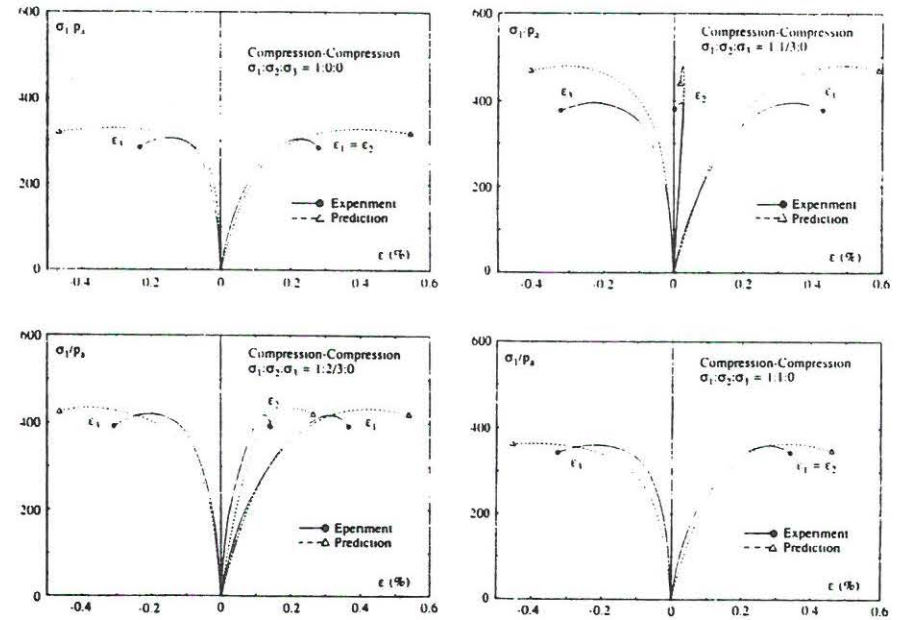 600
σ₁ pₐ
Compression-Compression
σ₁:σ₂:σ₃ = 1:0:0
400
ε₃
ε₁ = ε₂
200
Experiment
Prediction
ε (%)
0
-0.4 0.2 0 0.2 0.4 0.6
600
σ₁·pₐ
Compression-Compression
σ₁:σ₂:σ₃ = 1:1/3:0
ε₃
ε₂
ε₁
400
200
Experiment
Prediction
ε (%)
0
-0.4 0.2 0 0.2 0.4 0.6
600
σ₁/pₐ
Compression-Compression
σ₁:σ₂:σ₃ = 1:2/3:0
ε₂
400
ε₃
ε₁
200
Eperiment
Prediction
ε (%)
0
-0.4 -0.2 0 0.2 0.4 0.6
600
σ₁/pₐ
Compression-Compression
σ₁:σ₂:σ₃ = 1:1:0
400
ε₃
ε₁ = ε₂
200
Experiment
Prediction
ε (%)
0
-0.4 -0.2 0 0.2 0.4 0.6